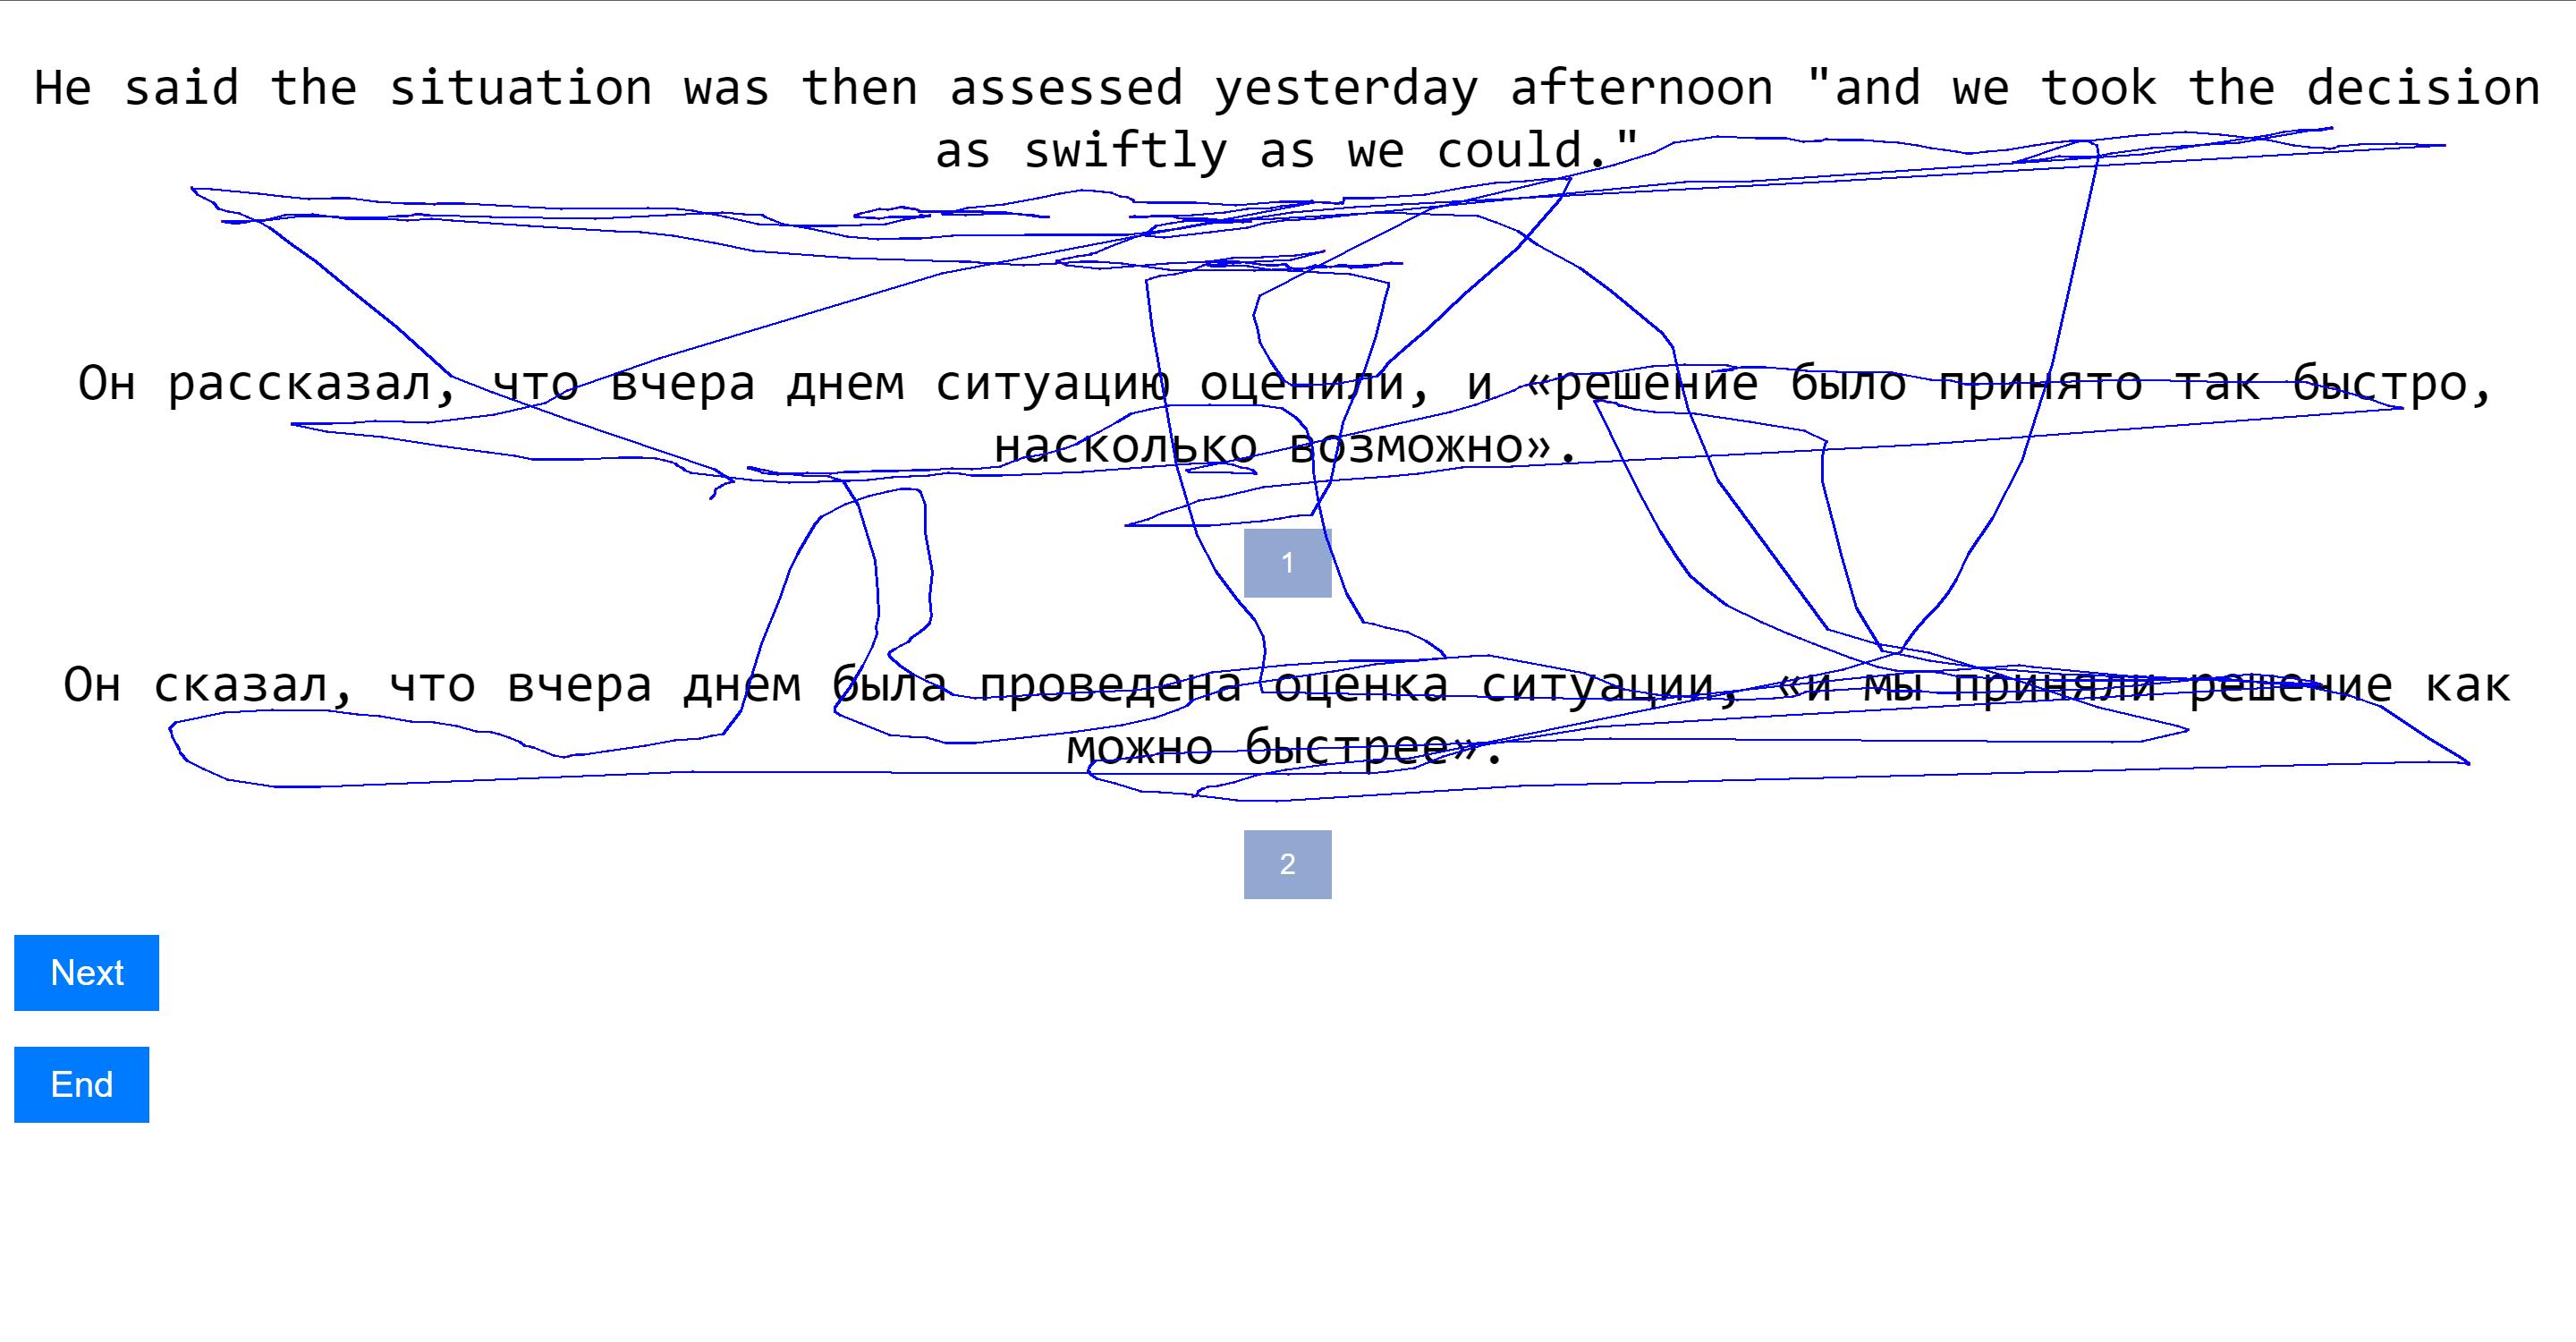 He said the situation was then assessed yesterday afternoon "and we took the decision
as swiftly as we could."
Он рассказал, что вчера днем ситуацию оценили, и «решение было принято так быстро,
насколько возможно».
1
Он сказал, что вчера днем была проведена оценка ситуации, «и мы приняли решение как
можно быстрее».
2
Next
End